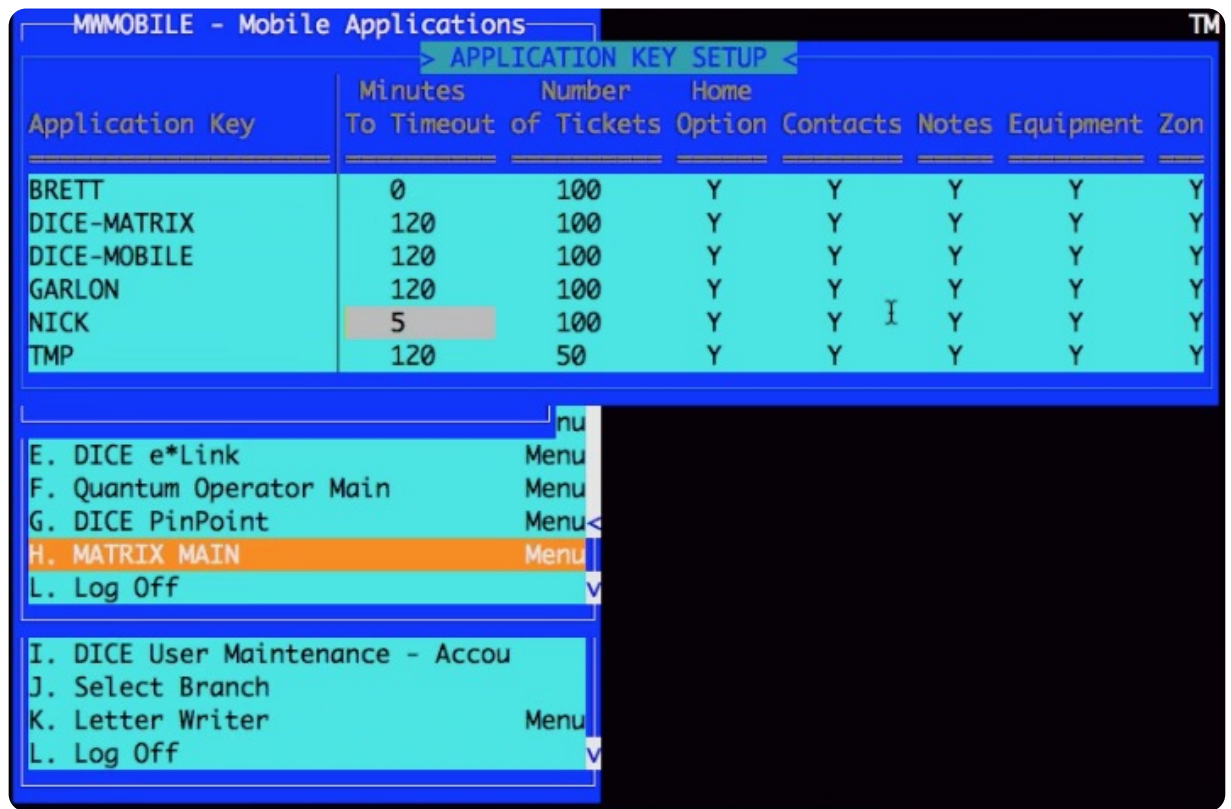 MWMOBILE - Mobile Applications TM
> APPLICATION KEY SETUP <
Minutes Number Home
Application Key To Timeout of Tickets Option Contacts Notes Equipment Zon
BRETT 0 100 Y Y Y Y Y
DICE-MATRIX 120 100 Y Y Y Y Y
DICE-MOBILE 120 100 Y Y Y Y Y
GARLON 120 100 Y Y Y Y Y
NICK 5 100 Y Y Y Y Y
TMP 120 50 Y Y Y Y Y
nu
E. DICE e*Link Menu
F. Quantum Operator Main Menu
G. DICE PinPoint Menu<
H. MATRIX MAIN Menu
L. Log Off v
I. DICE User Maintenance - Accou
J. Select Branch
K. Letter Writer Menu
L. Log Off v